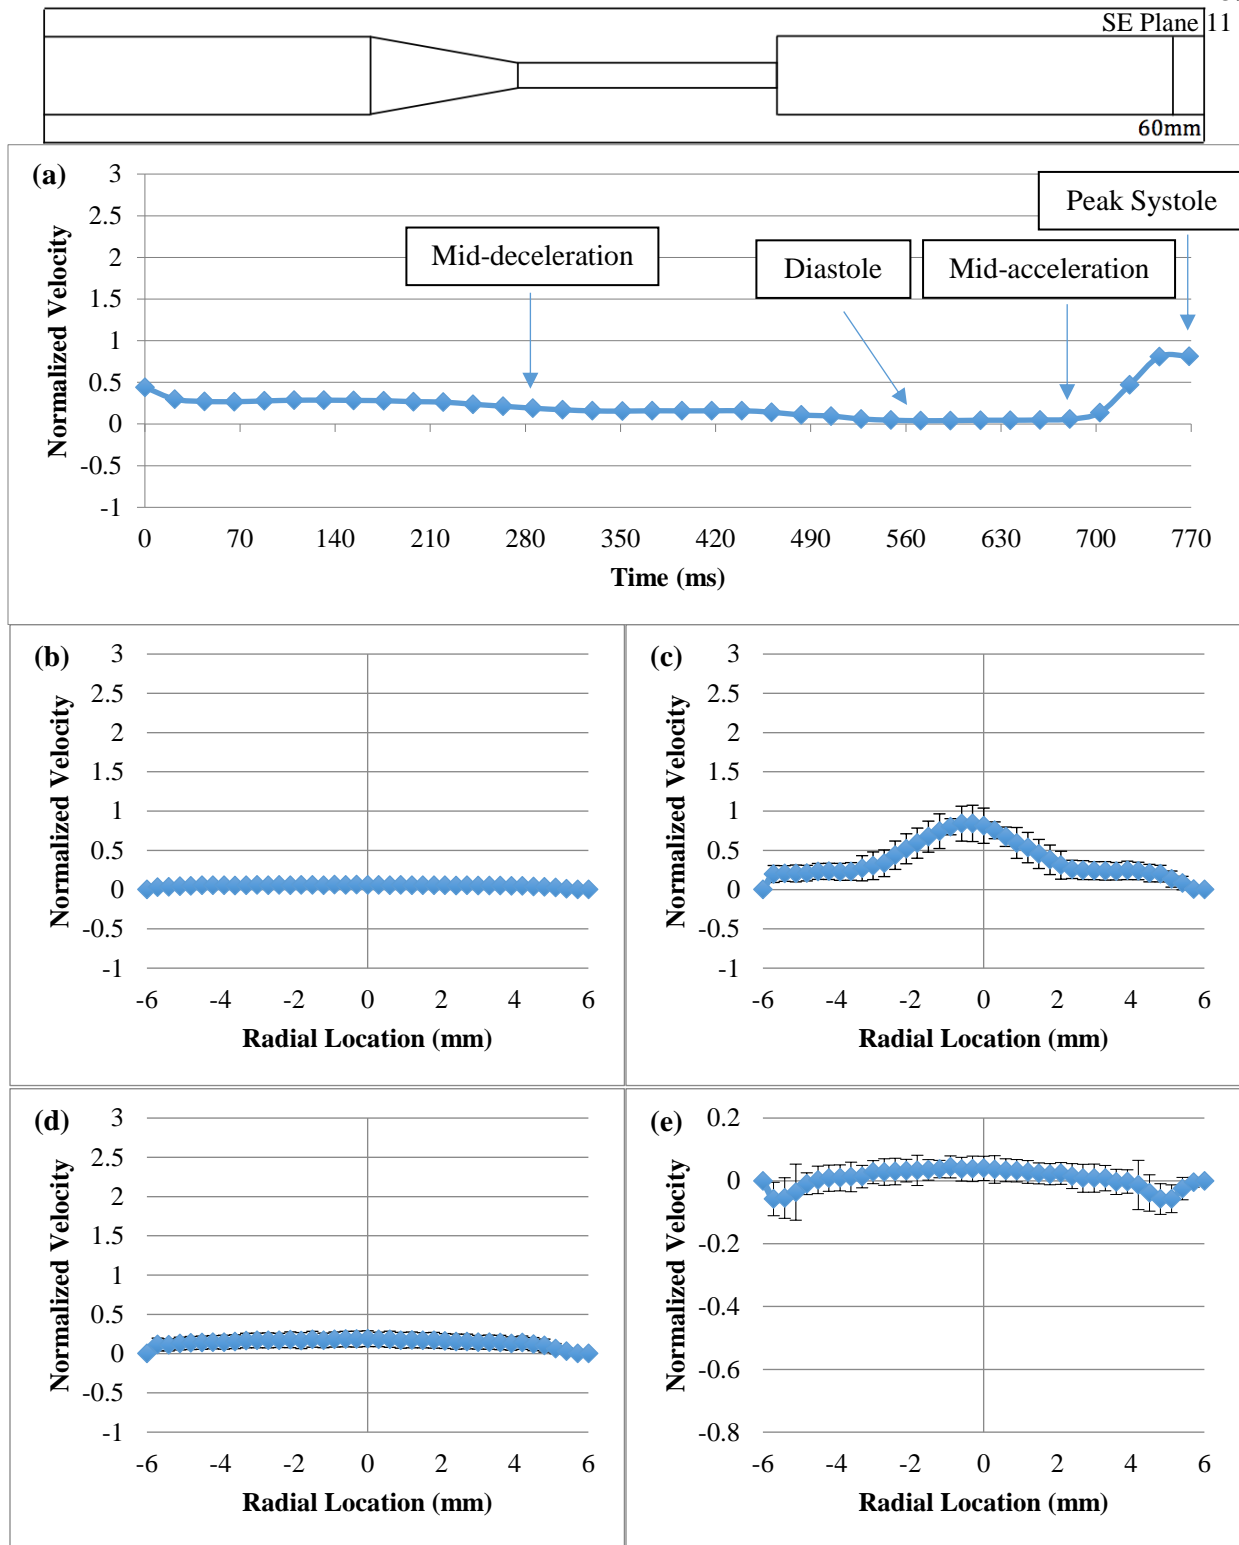 SE Plane 11
60mm
(a)
3
2.5
2
1.5
1
0.5
0
-0.5
-1
Normalized Velocity
Mid-deceleration
Diastole
Mid-acceleration
Peak Systole
0 70 140 210 280 350 420 490 560 630 700 770
Time (ms)
(b)
3
2.5
2
1.5
1
0.5
0
-0.5
-1
Normalized Velocity
-6 -4 -2 0 2 4 6
Radial Location (mm)
(c)
3
2.5
2
1.5
1
0.5
0
-0.5
-1
Normalized Velocity
-6 -4 -2 0 2 4 6
Radial Location (mm)
(d)
3
2.5
2
1.5
1
0.5
0
-0.5
-1
Normalized Velocity
-6 -4 -2 0 2 4 6
Radial Location (mm)
(e)
0.2
0
-0.2
-0.4
-0.6
-0.8
Normalized Velocity
-6 -4 -2 0 2 4 6
Radial Location (mm)